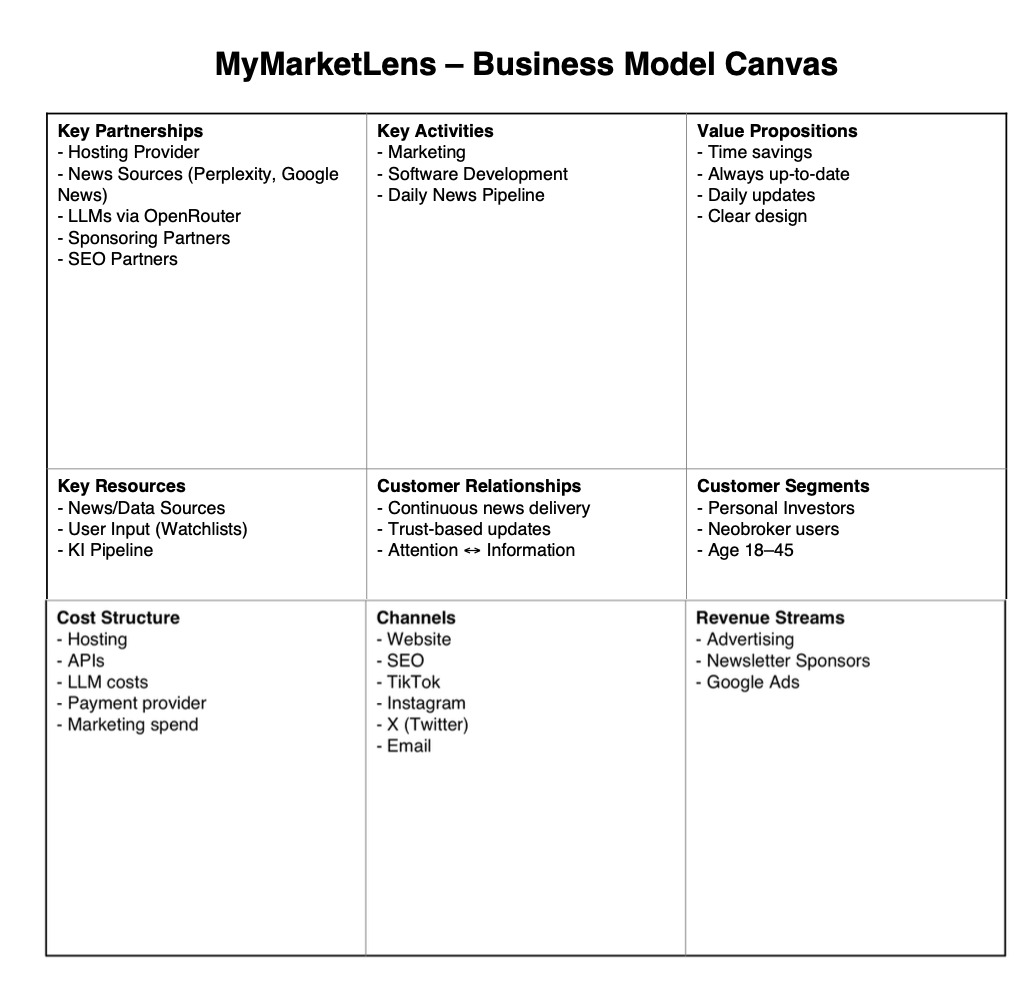 MyMarketLens – Business Model Canvas
Key Partnerships
- Hosting Provider
- News Sources (Perplexity, Google
News)
- LLMs via OpenRouter
- Sponsoring Partners
- SEO Partners
Key Activities
- Marketing
- Software Development
- Daily News Pipeline
Value Propositions
- Time savings
- Always up-to-date
- Daily updates
- Clear design
Key Resources
- News/Data Sources
- User Input (Watchlists)
- KI Pipeline
Customer Relationships
- Continuous news delivery
- Trust-based updates
- Attention ↔ Information
Customer Segments
- Personal Investors
- Neobroker users
- Age 18–45
Cost Structure
- Hosting
- APIs
- LLM costs
- Payment provider
- Marketing spend
Channels
- Website
- SEO
- TikTok
- Instagram
- X (Twitter)
- Email
Revenue Streams
- Advertising
- Newsletter Sponsors
- Google Ads